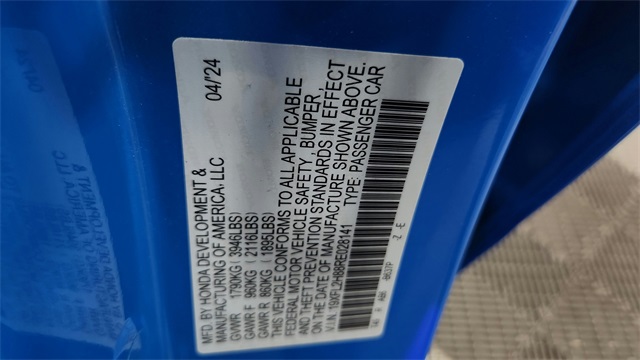 MFD. BY HONDA DEVELOPMENT & 04/24
MANUFACTURING OF AMERICA, LLC
GVWR 1790KG( 3946LBS)
GAWR F 960KG ( 2116LBS)
GAWR R 860KG ( 1895LBS)
THIS VEHICLE CONFORMS TO ALL APPLICABLE
FEDERAL MOTOR VEHICLE SAFETY, BUMPER,
AND THEFT PREVENTION STANDARDS IN EFFECT
ON THE DATE OF MANUFACTURE SHOWN ABOVE.
V.I.N: 19XFL2H88RE028141 TYPE: PASSENGER CAR